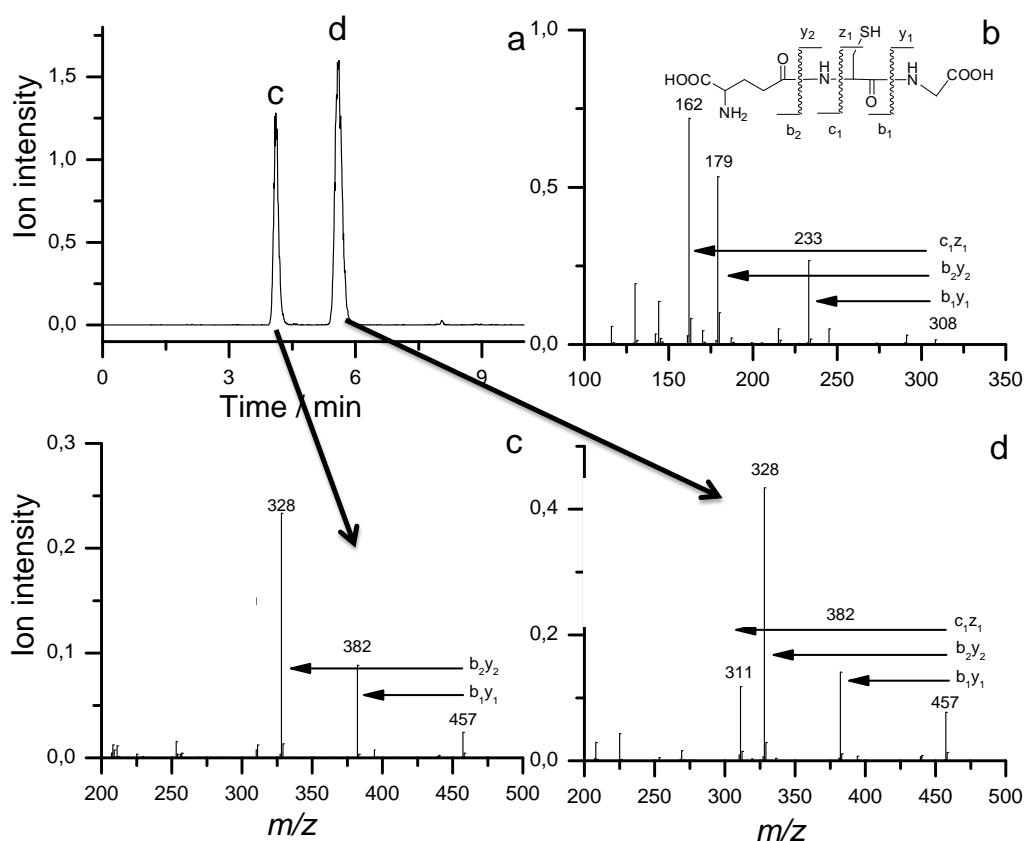 d
a
c
1,5
1,0
0,5
0,0
0
3
6
9
Ion intensity
Time / min
1,0
0,5
0,0
b
y₂
z₁
SH
y₁
HOOC
O
NH₂
H
N
O
H
N
COOH
b₂
c₁
b₁
162
179
233
308
c₁z₁
b₂y₂
b₁y₁
100
150
200
250
300
350
c
0,3
0,2
0,1
0,0
Ion intensity
328
382
457
b₂y₂
b₁y₁
200
250
300
350
400
450
500
m/z
d
0,4
0,2
0,0
328
382
311
457
c₁z₁
b₂y₂
b₁y₁
200
250
300
350
400
450
500
m/z